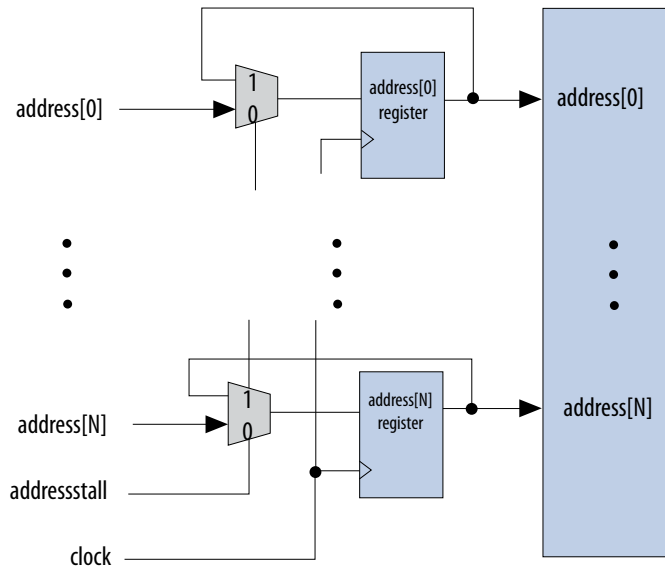 1
address[0]
0
address[0]
register
address[0]
1
address[N]
0
address[N]
register
address[N]
addressstall
clock